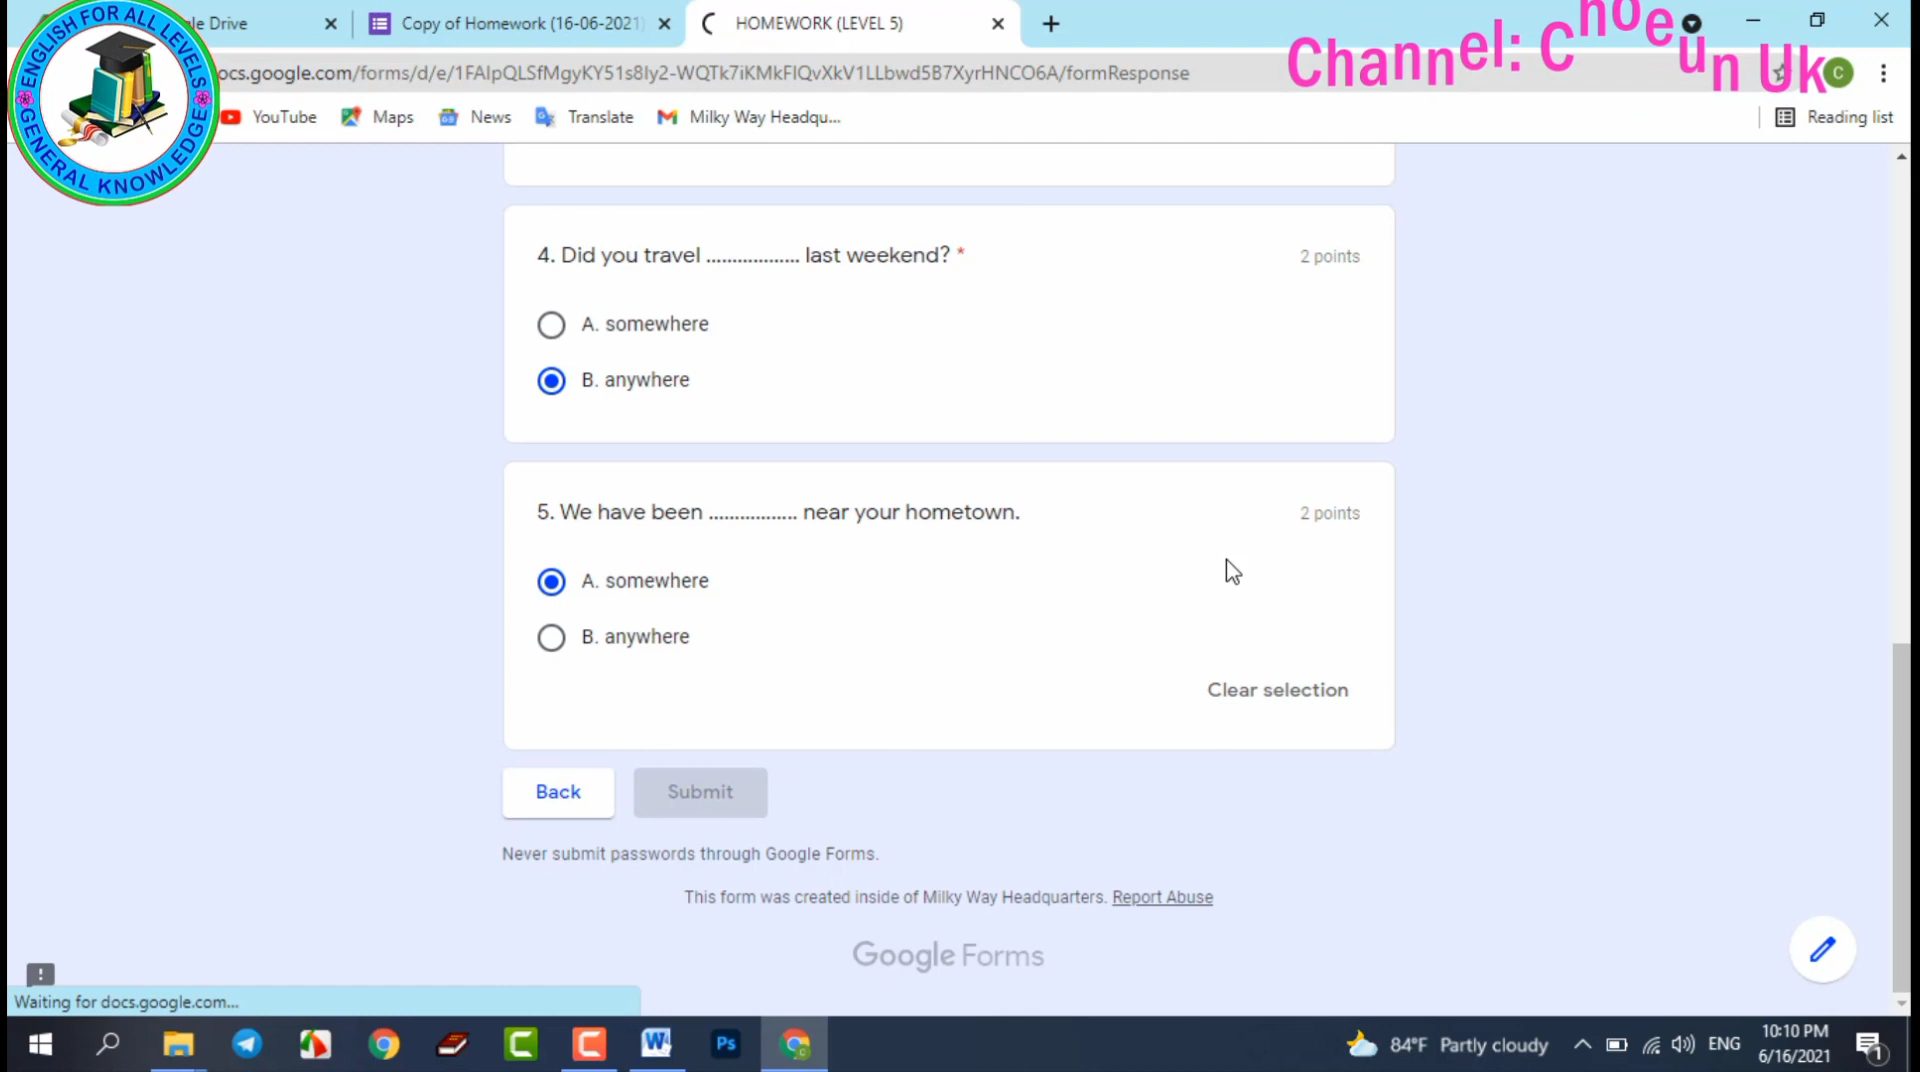 ENGLISH FOR ALL LEVELS
GENERAL KNOWLEDGE
le Drive
Copy of Homework (16-06-2021)
HOMEWORK (LEVEL 5)
Channel: Choeun Uk
ocs.google.com/forms/d/e/1FAIpQLSfMgyKY51s8Iy2-WQTk7iKMkFIQvXkV1LLbwd5B7XyrHNCO6A/formResponse
C
YouTube
Maps
News
Translate
Milky Way Headqu...
Reading list
4. Did you travel ................. last weekend? *
2 points
A. somewhere
B. anywhere
5. We have been ................. near your hometown.
2 points
A. somewhere
B. anywhere
Clear selection
Back
Submit
Never submit passwords through Google Forms.
This form was created inside of Milky Way Headquarters. Report Abuse
Google Forms
Waiting for docs.google.com...
Ps
84°F Partly cloudy
ENG
10:10 PM
6/16/2021
1